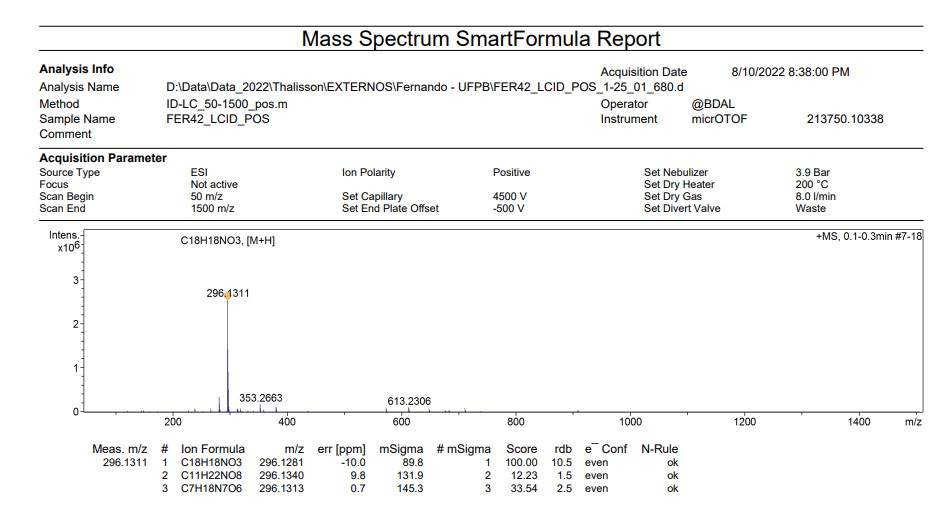 Mass Spectrum SmartFormula Report
Analysis Info
Acquisition Date 8/10/2022 8:38:00 PM
Analysis Name D:\Data\Data_2022\Thalisson\EXTERNOS\Fernando - UFPB\FER42_LCID_POS_1-25_01_680.d
Method ID-LC_50-1500_pos.m Operator @BDAL
Sample Name FER42_LCID_POS Instrument micrOTOF 213750.10338
Comment
Acquisition Parameter
Source Type ESI Ion Polarity Positive Set Nebulizer 3.9 Bar
Focus Not active Set Dry Heater 200 °C
Scan Begin 50 m/z Set Capillary 4500 V Set Dry Gas 8.0 l/min
Scan End 1500 m/z Set End Plate Offset -500 V Set Divert Valve Waste
Intens. +MS, 0.1-0.3min #7-18
x10⁶ C18H18NO3, [M+H]
3
296.1311
2
1
353.2663 613.2306
0
200 400 600 800 1000 1200 1400 m/z
Meas. m/z # Ion Formula m/z err [ppm] mSigma # mSigma Score rdb e¯ Conf N-Rule
296.1311 1 C18H18NO3 296.1281 -10.0 89.8 1 100.00 10.5 even ok
2 C11H22NO8 296.1340 9.8 131.9 2 12.23 1.5 even ok
3 C7H18N7O6 296.1313 0.7 145.3 3 33.54 2.5 even ok